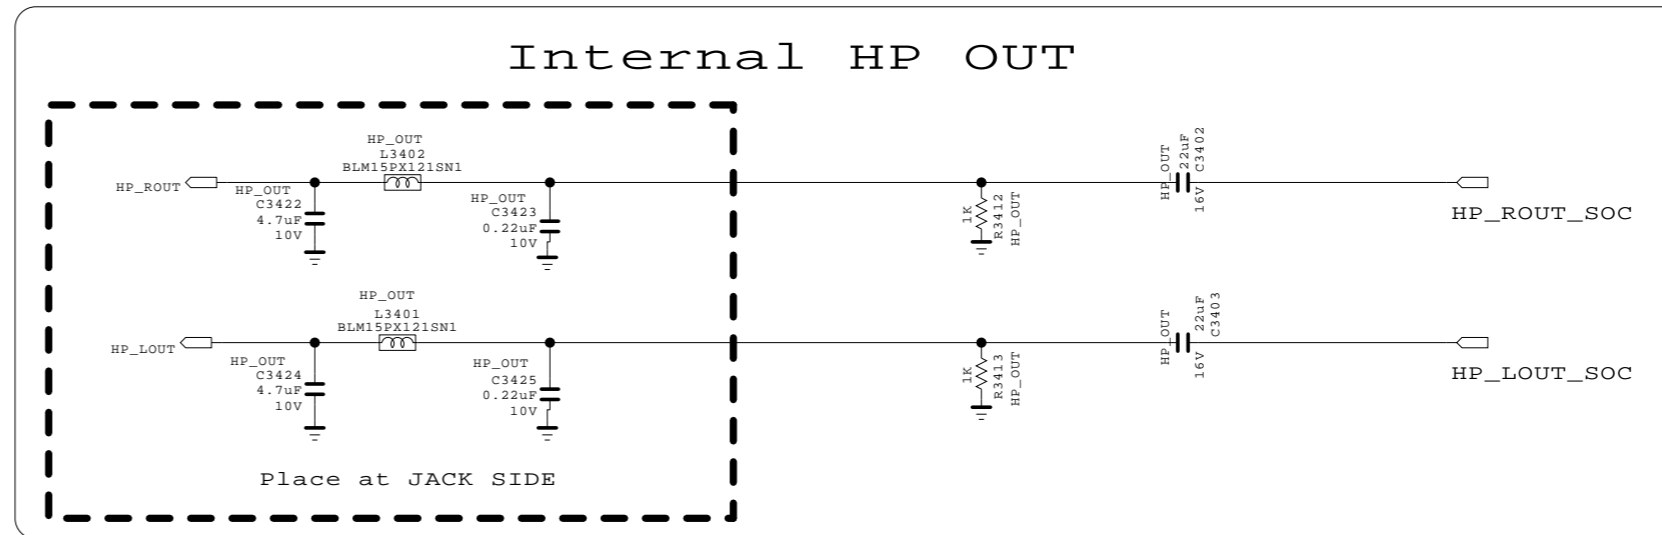 Internal HP OUT
HP_OUT
L3402
BLM15PX121SN1
HP_ROUT
HP_OUT
C3422
4.7uF
10V
HP_OUT
C3423
0.22uF
10V
1K
R3412
HP_OUT
HP_OUT
22uF
C3402
16V
HP_ROUT_SOC
HP_OUT
L3401
BLM15PX121SN1
HP_LOUT
HP_OUT
C3424
4.7uF
10V
HP_OUT
C3425
0.22uF
10V
1K
R3413
HP_OUT
HP_OUT
22uF
C3403
16V
HP_LOUT_SOC
Place at JACK SIDE